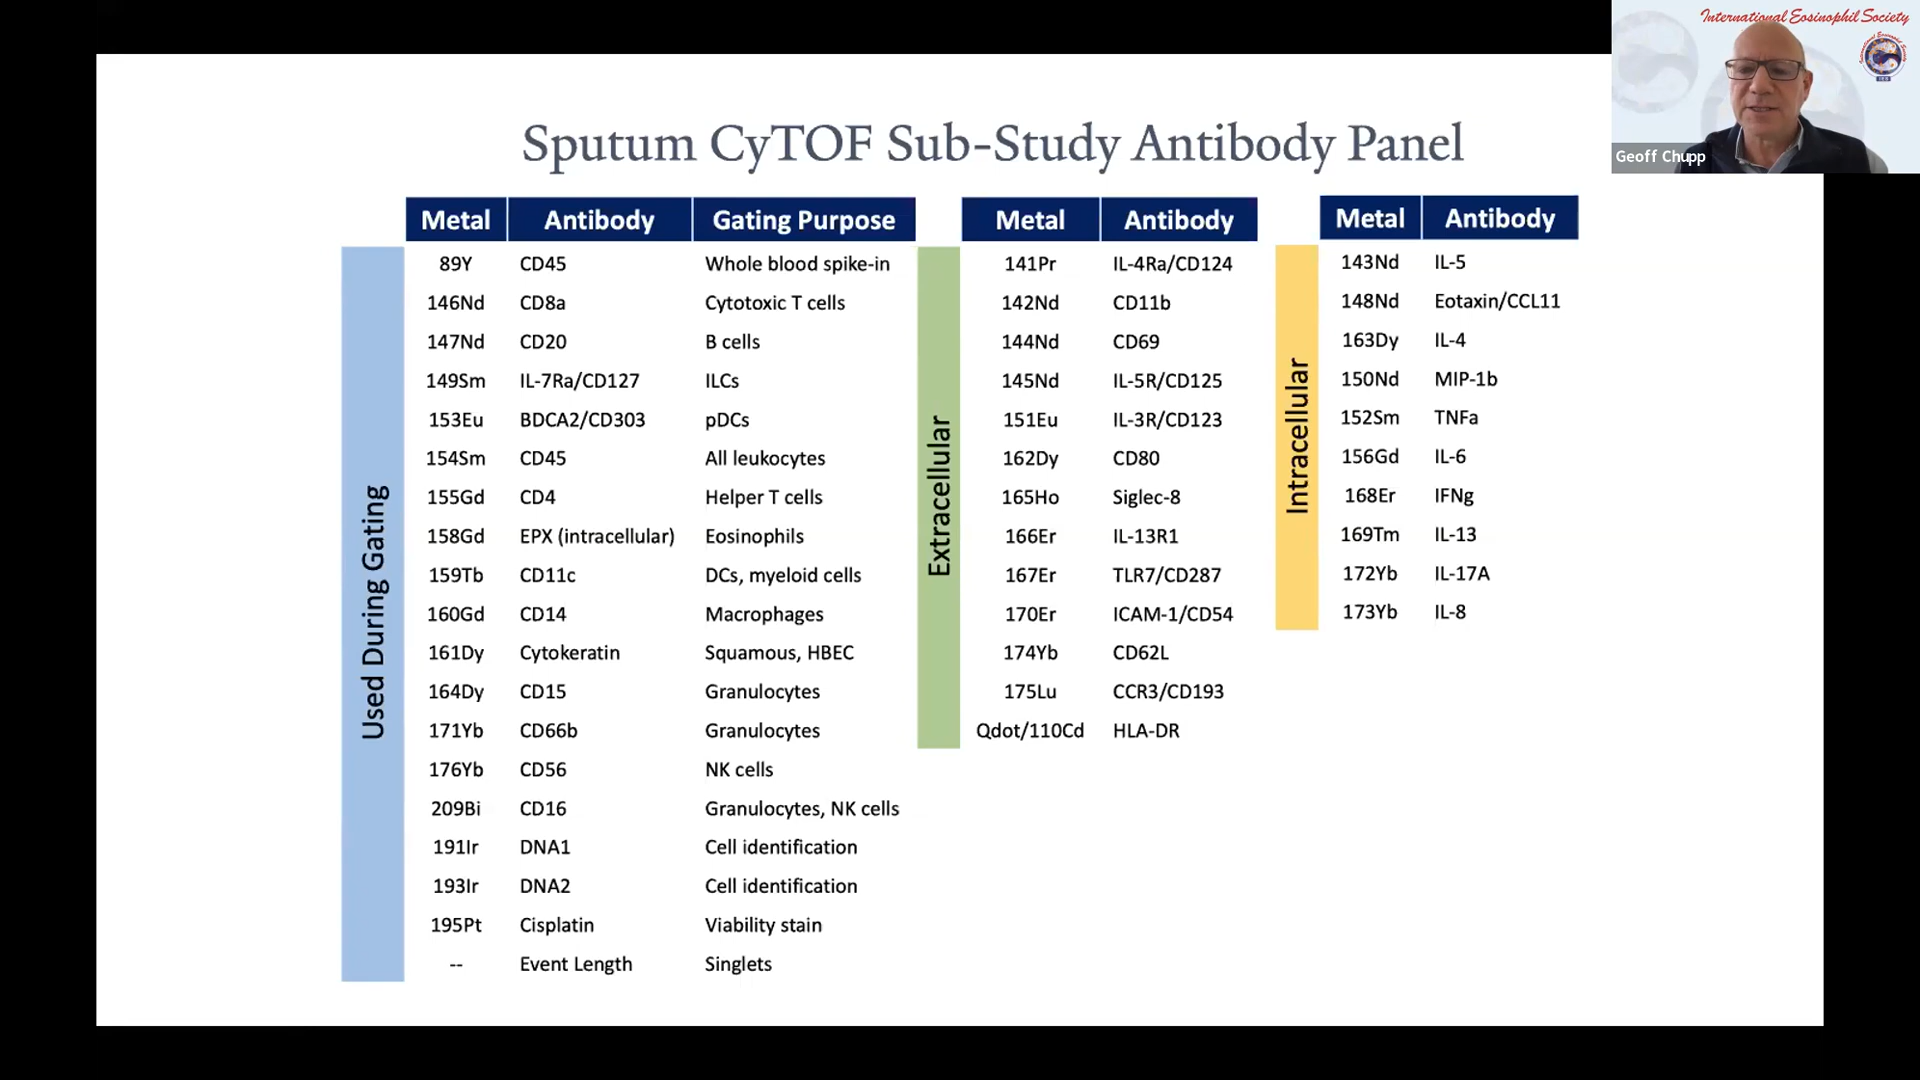 International Eosinophil Society
Geoff Chupp
Sputum CyTOF Sub-Study Antibody Panel
Used During Gating
Metal Antibody Gating Purpose
89Y CD45 Whole blood spike-in
146Nd CD8a Cytotoxic T cells
147Nd CD20 B cells
149Sm IL-7Ra/CD127 ILCs
153Eu BDCA2/CD303 pDCs
154Sm CD45 All leukocytes
155Gd CD4 Helper T cells
158Gd EPX (intracellular) Eosinophils
159Tb CD11c DCs, myeloid cells
160Gd CD14 Macrophages
161Dy Cytokeratin Squamous, HBEC
164Dy CD15 Granulocytes
171Yb CD66b Granulocytes
176Yb CD56 NK cells
209Bi CD16 Granulocytes, NK cells
191Ir DNA1 Cell identification
193Ir DNA2 Cell identification
195Pt Cisplatin Viability stain
-- Event Length Singlets
Extracellular
Metal Antibody
141Pr IL-4Ra/CD124
142Nd CD11b
144Nd CD69
145Nd IL-5R/CD125
151Eu IL-3R/CD123
162Dy CD80
165Ho Siglec-8
166Er IL-13R1
167Er TLR7/CD287
170Er ICAM-1/CD54
174Yb CD62L
175Lu CCR3/CD193
Qdot/110Cd HLA-DR
Intracellular
Metal Antibody
143Nd IL-5
148Nd Eotaxin/CCL11
163Dy IL-4
150Nd MIP-1b
152Sm TNFa
156Gd IL-6
168Er IFNg
169Tm IL-13
172Yb IL-17A
173Yb IL-8